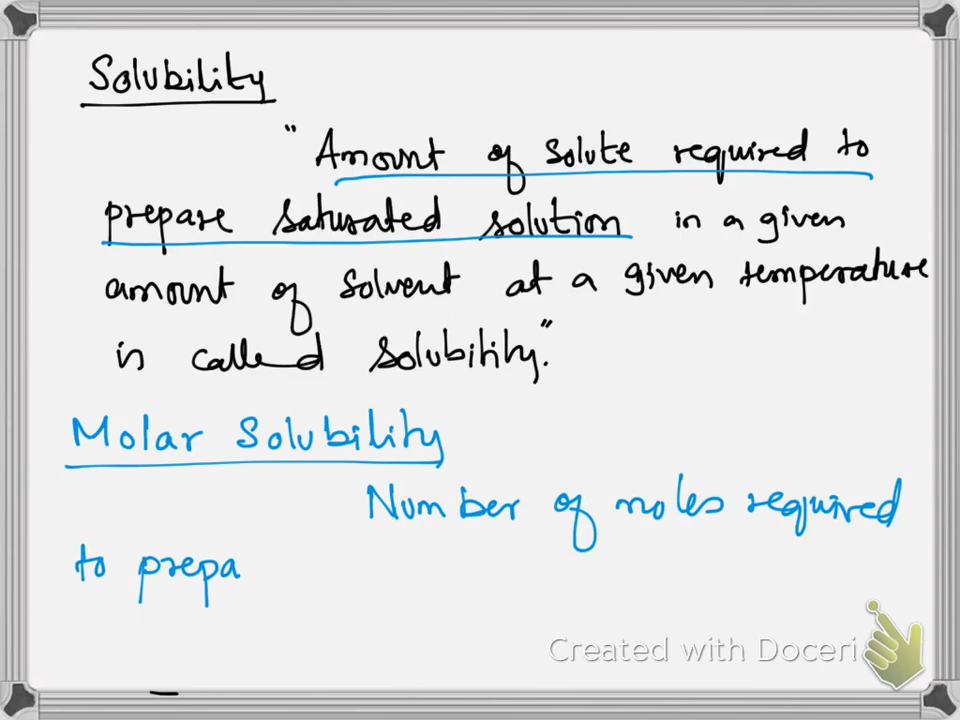 Solubility
"Amount of solute required to
prepare saturated solution in a given
amount of solvent at a given temperature
is called solubility."
Molar Solubility
Number of moles required
to prepa
Created with Doceri